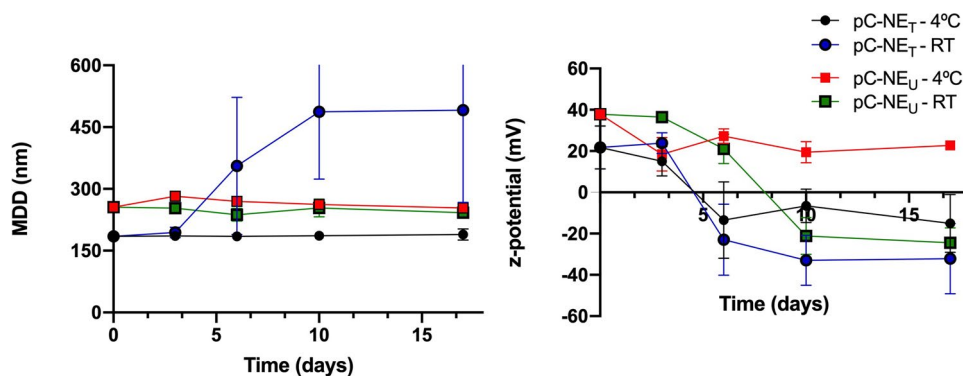 pC-NET - 4ºC
pC-NET - RT
pC-NEU - 4ºC
pC-NEU - RT
600
450
300
150
0
MDD (nm)
0
5
10
15
Time (days)
60
40
20
0
-20
-40
-60
z-potential (mV)
5
10
15
Time (days)